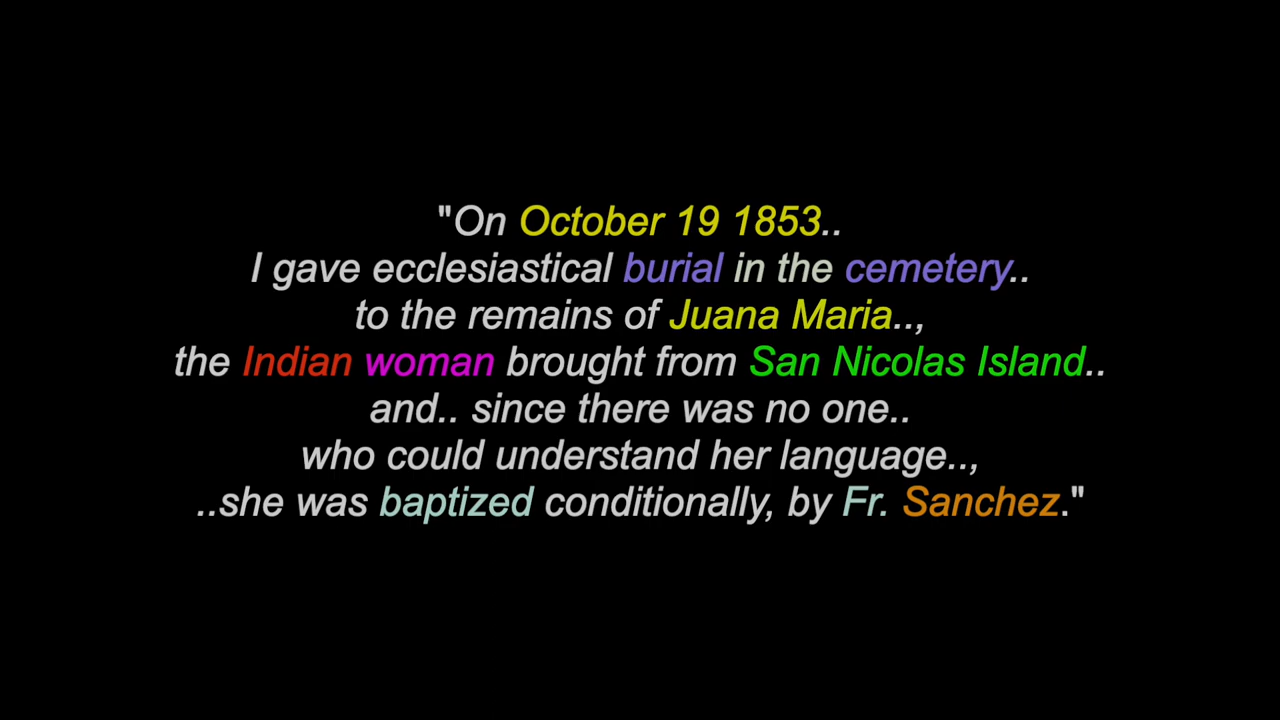 "On October 19 1853..
I gave ecclesiastical burial in the cemetery..
to the remains of Juana Maria..,
the Indian woman brought from San Nicolas Island..
and.. since there was no one..
who could understand her language..,
..she was baptized conditionally, by Fr. Sanchez."